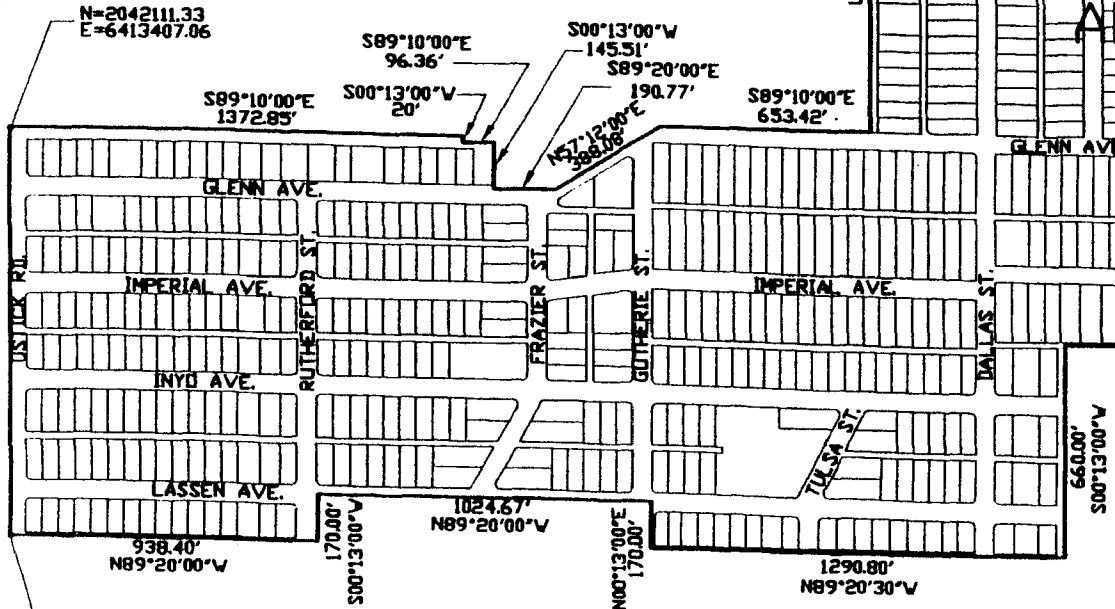 N=2042111.33
E=6413407.06
S89°10'00"E
96.36'
S00°13'00"W
145.51'
S89°20'00"E
190.77'
S00°13'00"W
20'
S89°10'00"E
1372.85'
N57°12'00"E
388.08'
S89°10'00"E
653.42'
GLENN AVE
GLENN AVE.
USTICK RD.
RUTHERFORD ST.
FRAZIER ST.
GUTHERIE ST.
DALLAS ST.
IMPERIAL AVE.
IMPERIAL AVE.
INYO AVE.
TULSA ST.
LASSEN AVE.
660.00'
S00°13'00"W
938.40'
N89°20'00"W
170.00'
S00°13'00"W
1024.67'
N89°20'00"W
N00°13'00"E
170.00'
1290.80'
N89°20'30"W